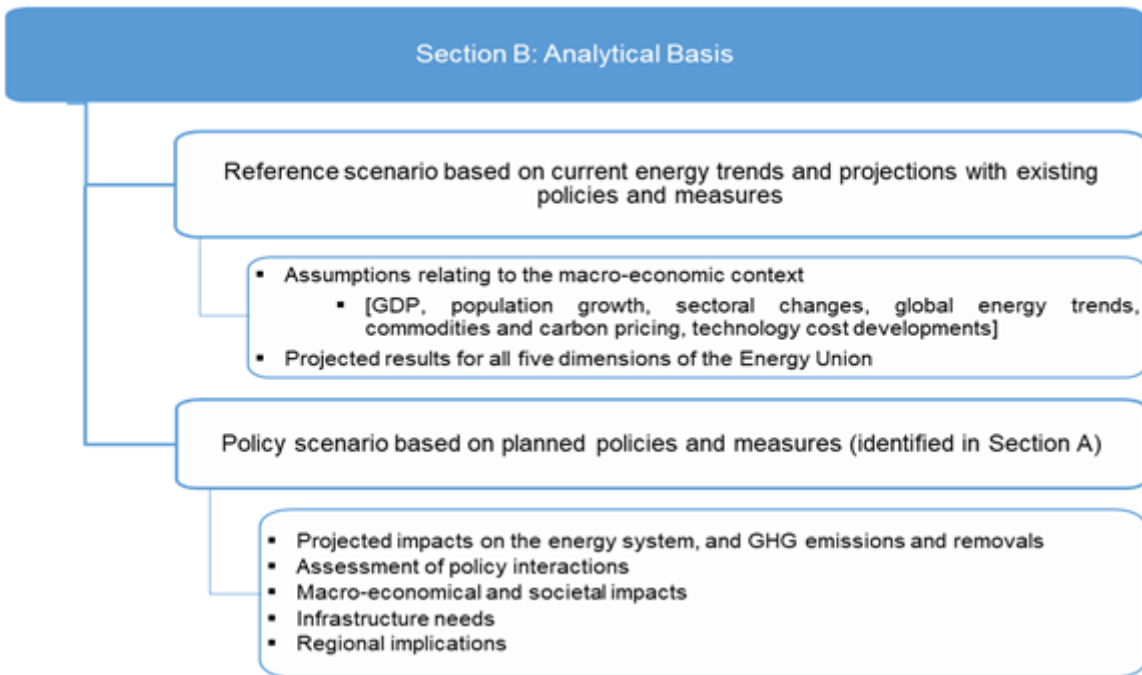 Section B: Analytical Basis
Reference scenario based on current energy trends and projections with existing
policies and measures
▪ Assumptions relating to the macro-economic context
▪ [GDP, population growth, sectoral changes, global energy trends,
commodities and carbon pricing, technology cost developments]
▪ Projected results for all five dimensions of the Energy Union
Policy scenario based on planned policies and measures (identified in Section A)
▪ Projected impacts on the energy system, and GHG emissions and removals
▪ Assessment of policy interactions
▪ Macro-economical and societal impacts
▪ Infrastructure needs
▪ Regional implications